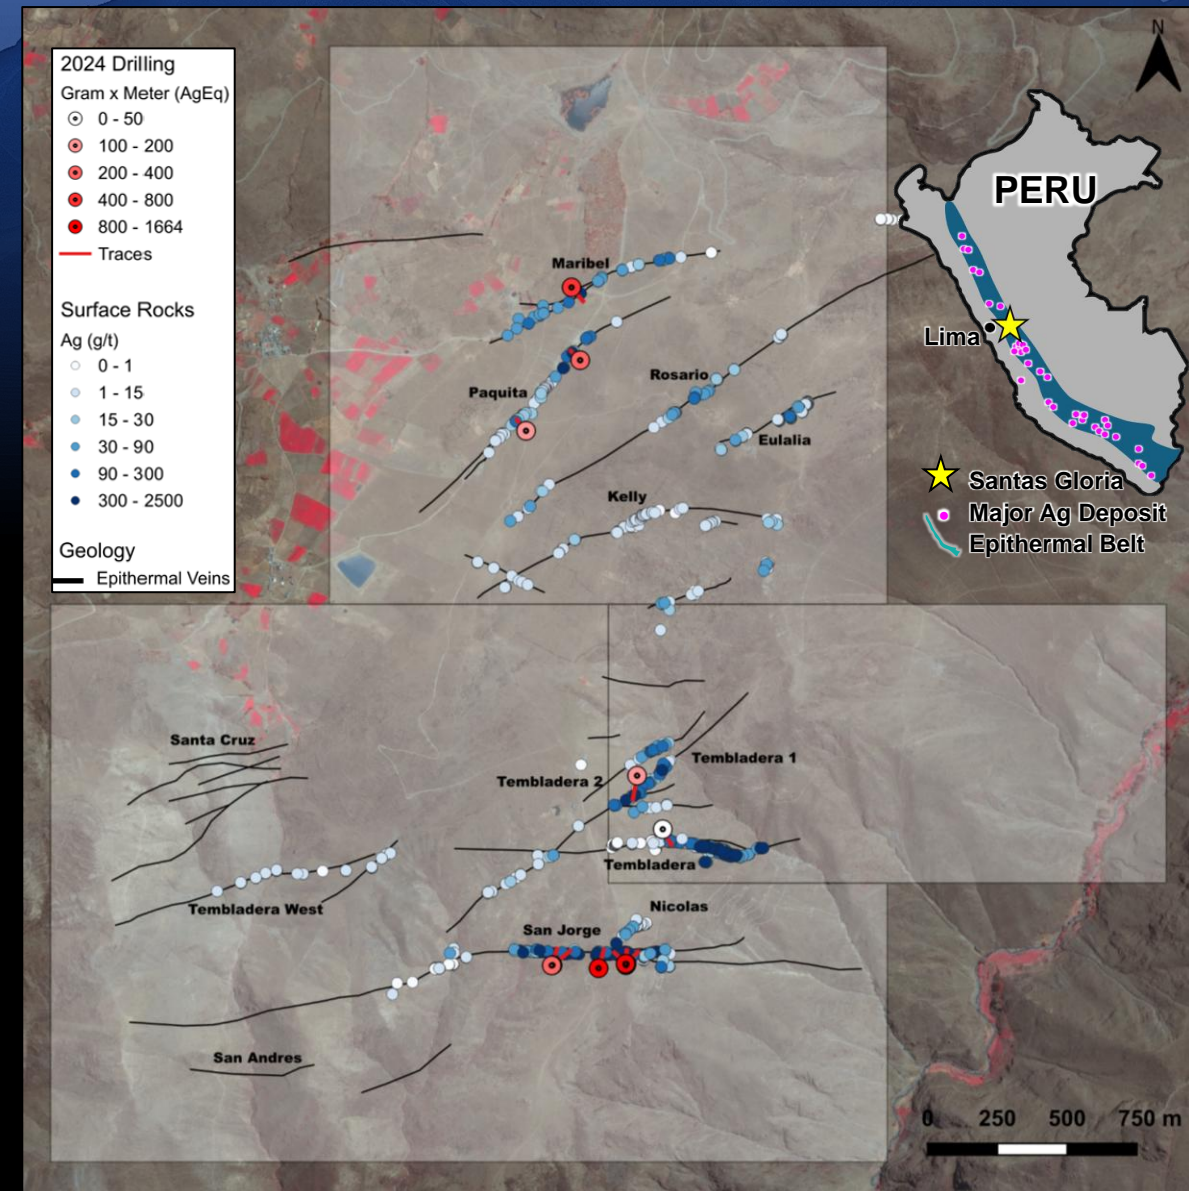 2024 Drilling
Gram x Meter (AgEq)
0 - 50
100 - 200
200 - 400
400 - 800
800 - 1664
Traces
Surface Rocks
Ag (g/t)
0 - 1
1 - 15
15 - 30
30 - 90
90 - 300
300 - 2500
Geology
Epithermal Veins
N
PERU
Lima
Santas Gloria
Major Ag Deposit
Epithermal Belt
Maribel
Paquita
Rosario
Eulalia
Kelly
Santa Cruz
Tembladera 1
Tembladera 2
Tembladera
Tembladera West
Nicolas
San Jorge
San Andres
0 250 500 750 m